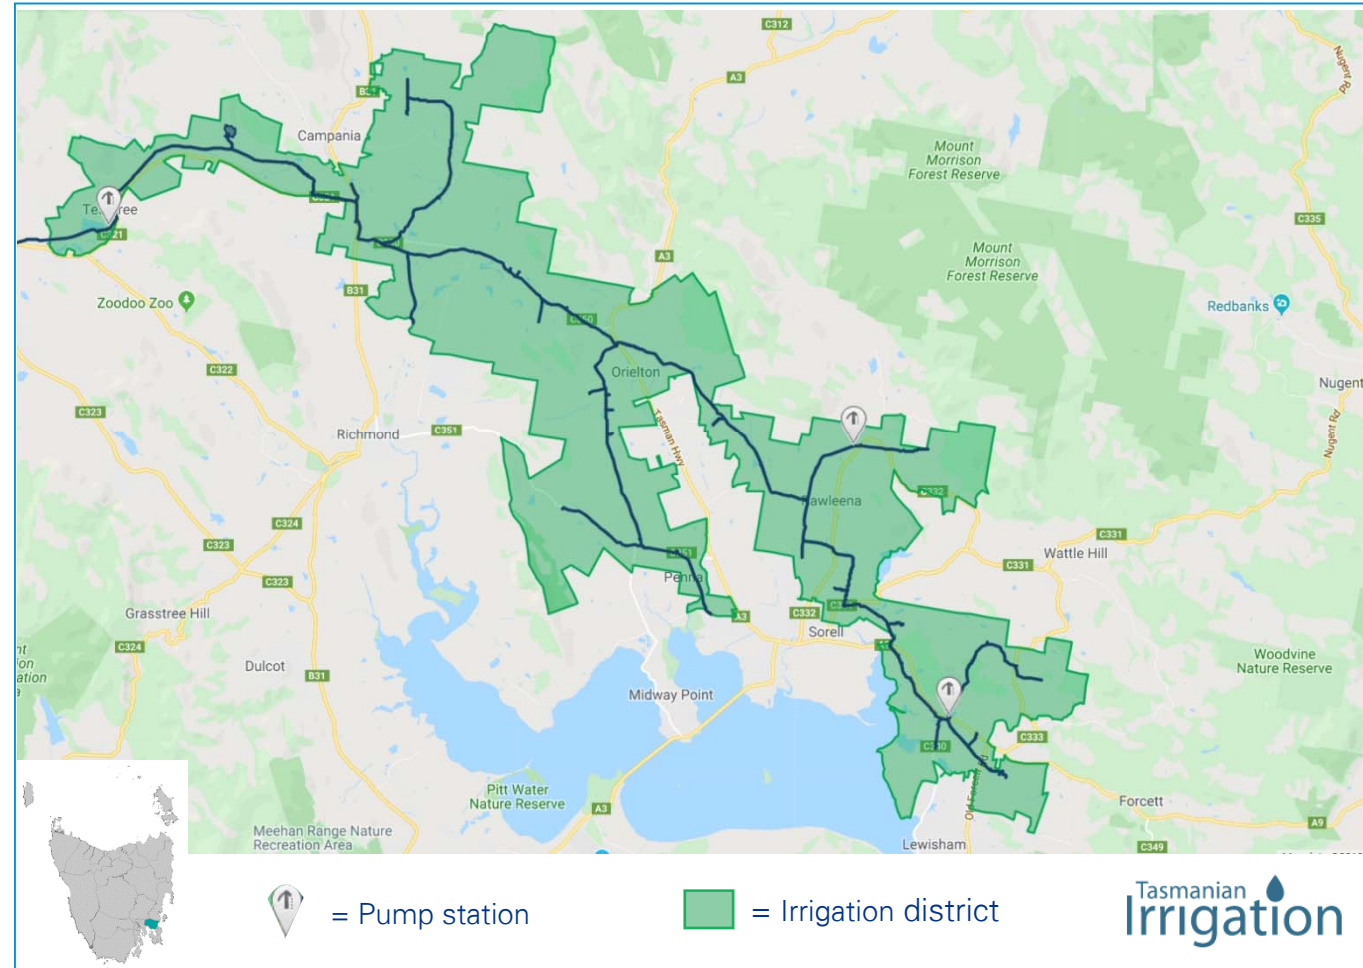 C312
Nugent
Rd
A3
B31
Campania
Mount
Morrison
Forest Reserve
C335
C321
Mount
Morrison
Forest Reserve
A3
Zoodoo Zoo
B31
Redbanks
C322
Orielton
Nugent
C323
Richmond
C351
Tasman Hwy
Nugent Rd
C332
C324
C331
C323
Wattle Hill
C331
C351
C323
Penna
Grasstree Hill
C332
A3
Sorell
C324
Dulcot
B31
Woodvine
Nature Reserve
Midway Point
C333
Pitt Water
Nature Reserve
A3
Forcett
A9
Meehan Range Nature
Recreation Area
Lewisham
C349
= Pump station
= Irrigation district
Tasmanian
Irrigation